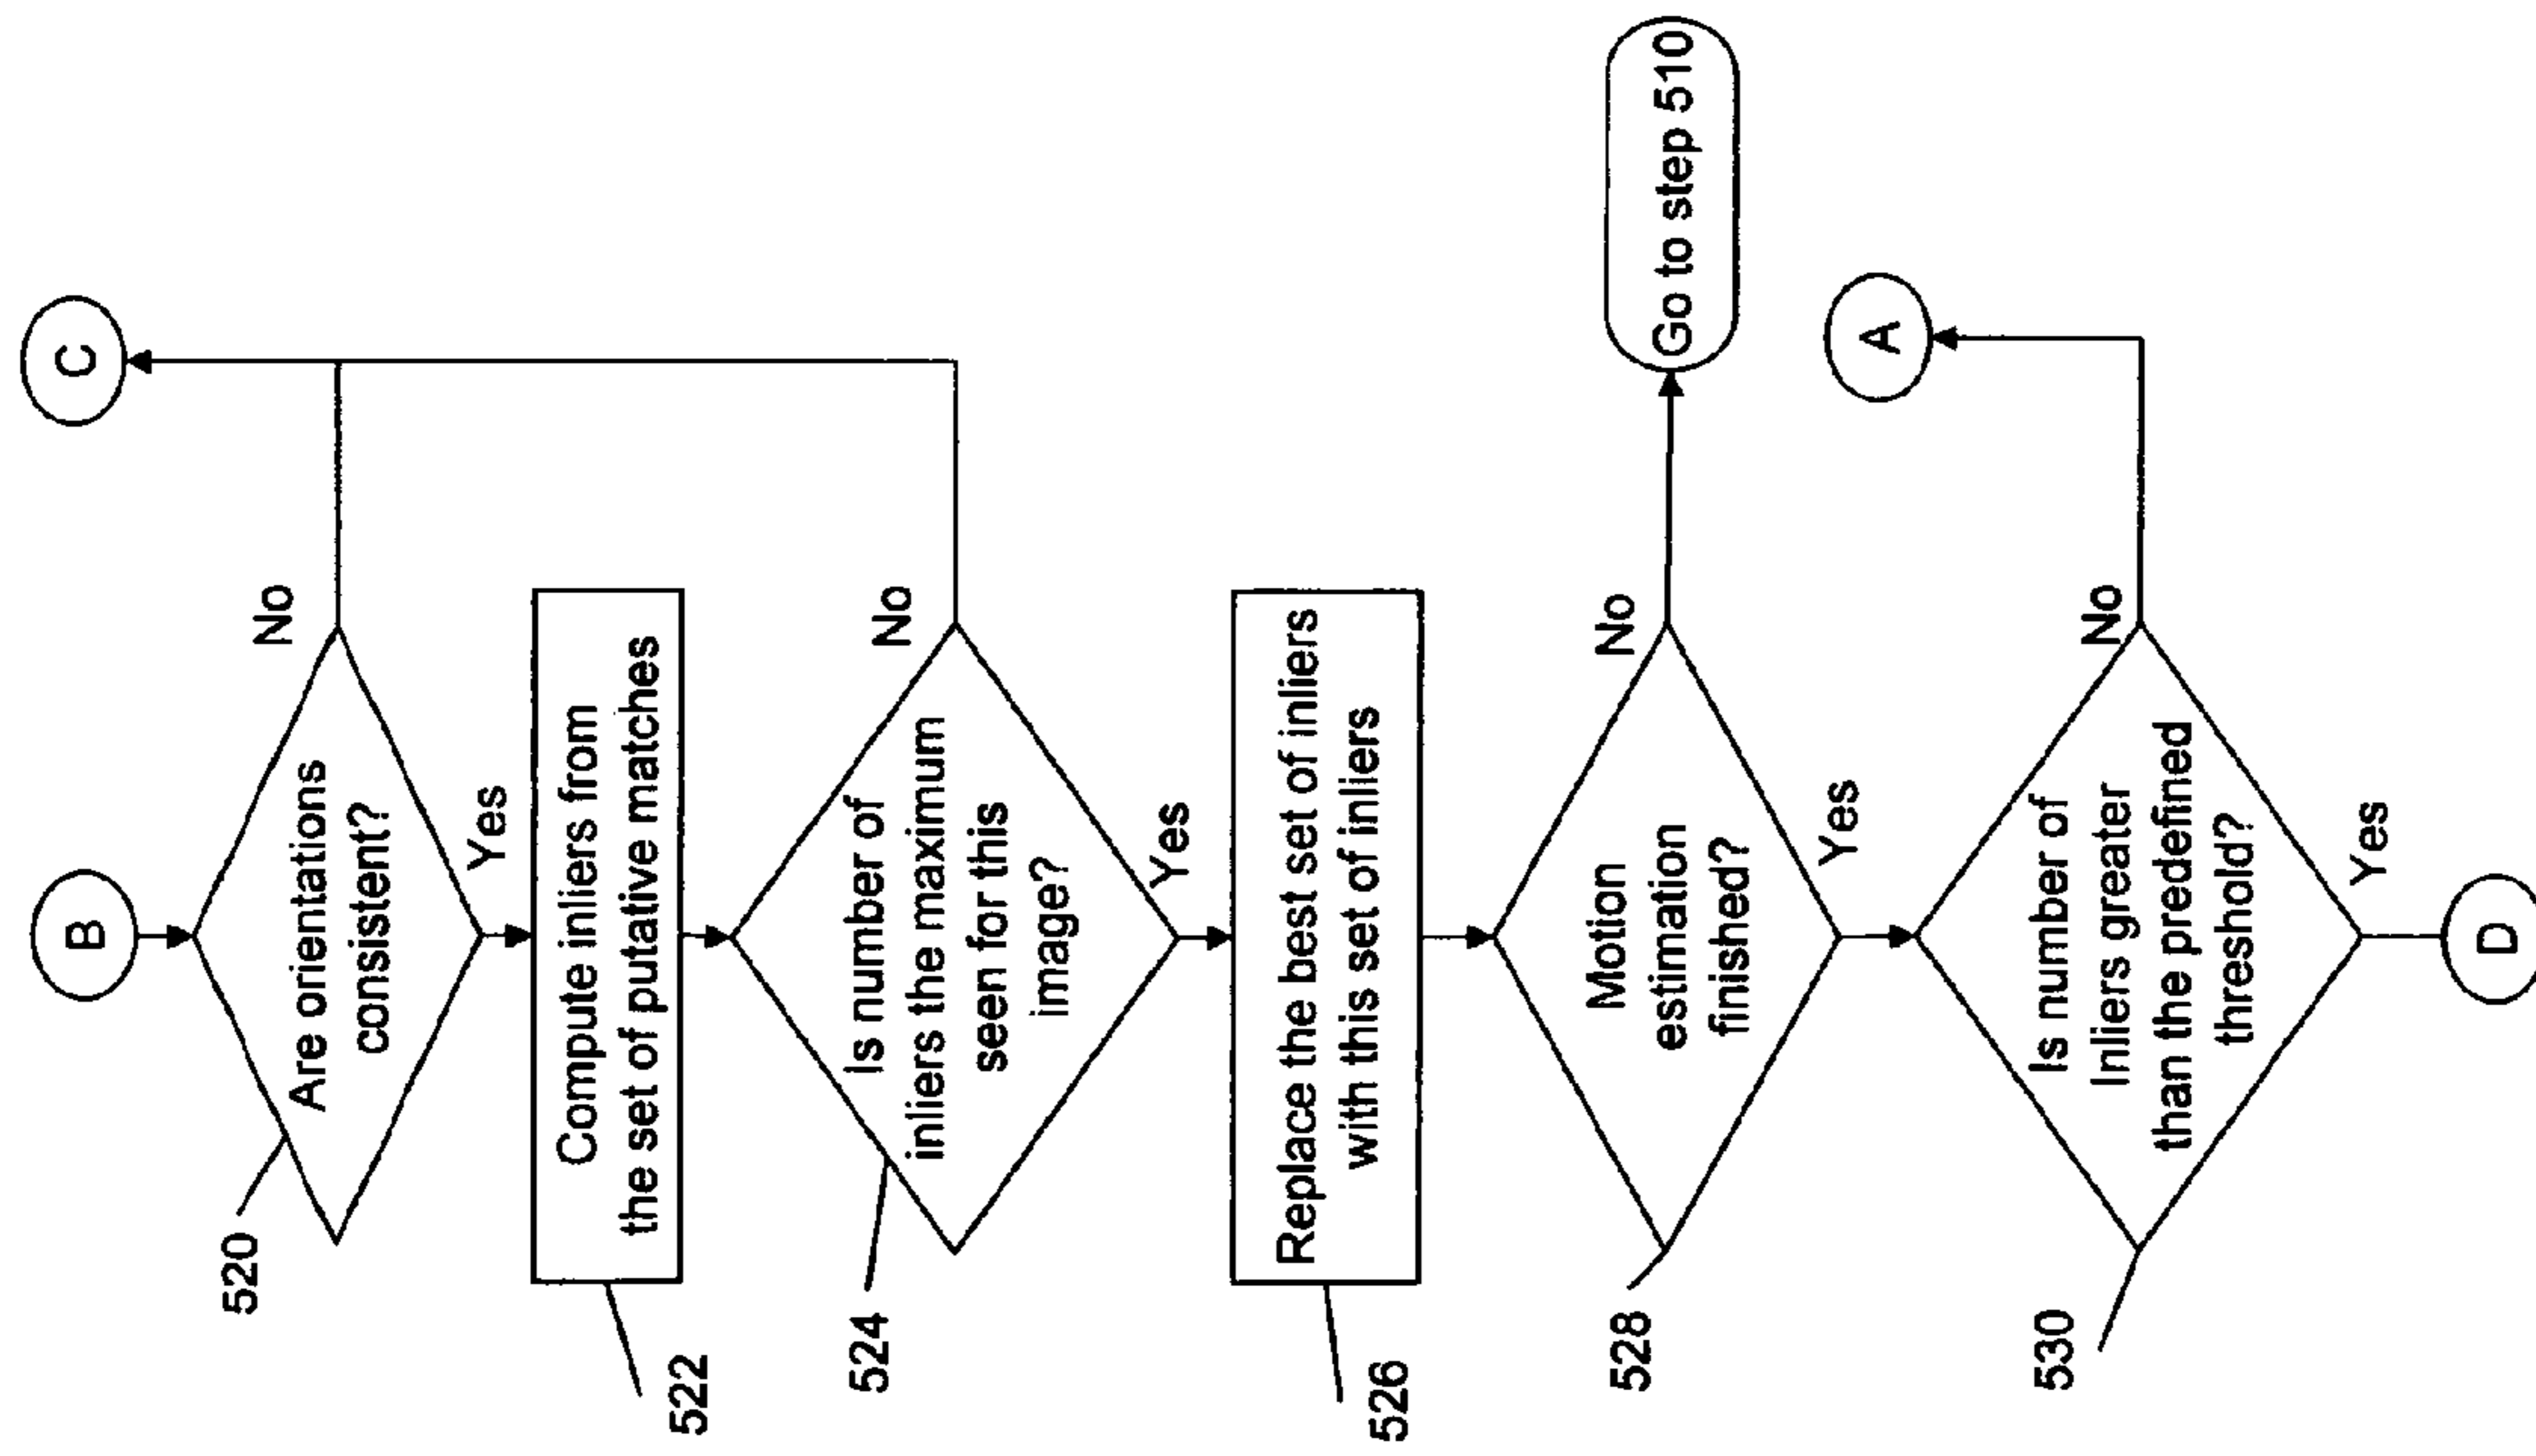 B
C
520
Are orientations
consistent?
No
Yes
522
Compute inliers from
the set of putative matches
524
Is number of
inliers the maximum
seen for this
image?
No
Yes
526
Replace the best set of inliers
with this set of inliers
528
Motion
estimation
finished?
No
Go to step 510
Yes
A
530
Is number of
Inliers greater
than the predefined
threshold?
No
Yes
D